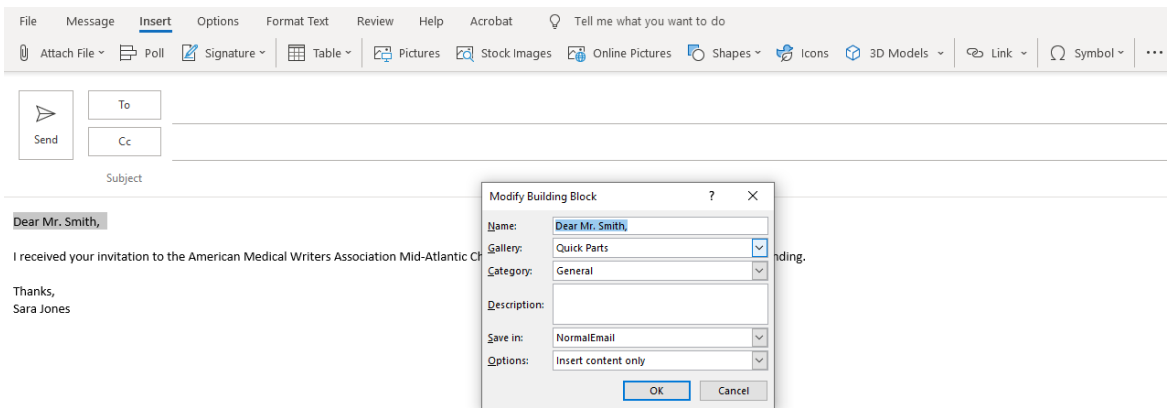 File Message Insert Options Format Text Review Help Acrobat Tell me what you want to do
Attach File Poll Signature Table Pictures Stock Images Online Pictures Shapes Icons 3D Models Link Symbol ...
To
Send
Cc
Subject
Modify Building Block ? X
Dear Mr. Smith,
Name: Dear Mr. Smith,
Gallery: Quick Parts
I received your invitation to the American Medical Writers Association Mid-Atlantic Ch nding.
Category: General
Thanks,
Description:
Sara Jones
Save in: NormalEmail
Options: Insert content only
OK Cancel